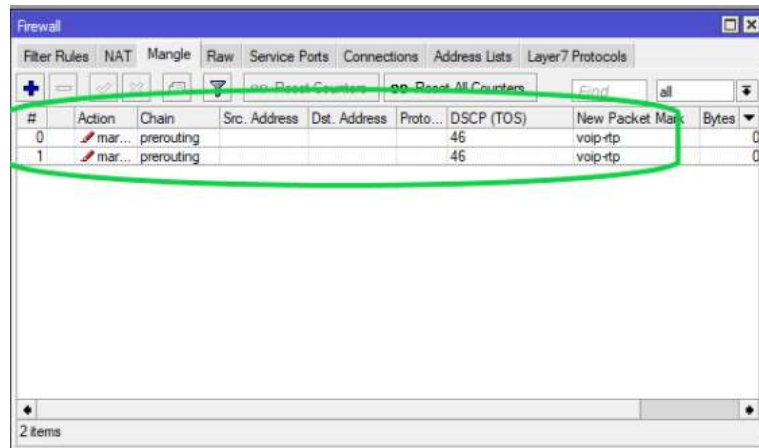 Firewall
Filter Rules NAT Mangle Raw Service Ports Connections Address Lists Layer7 Protocols
Reset Counters Reset All Counters Find all
# Action Chain Src. Address Dst. Address Proto... DSCP (TOS) New Packet Mark Bytes
0 mar... prerouting 46 voip-rtp 0
1 mar... prerouting 46 voip-rtp 0
2 items